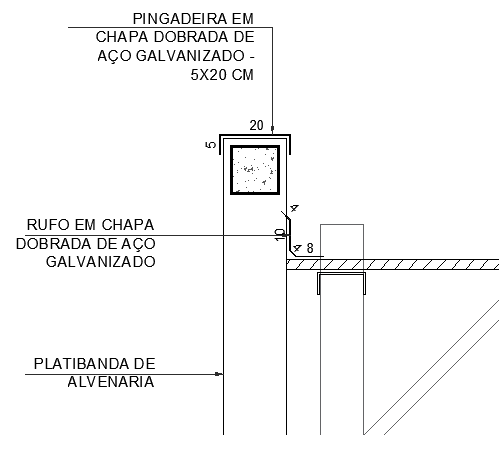 PINGADEIRA EM
CHAPA DOBRADA DE
AÇO GALVANIZADO -
5X20 CM
20
5
4
RUFO EM CHAPA
DOBRADA DE AÇO
GALVANIZADO
10
4
8
PLATIBANDA DE
ALVENARIA